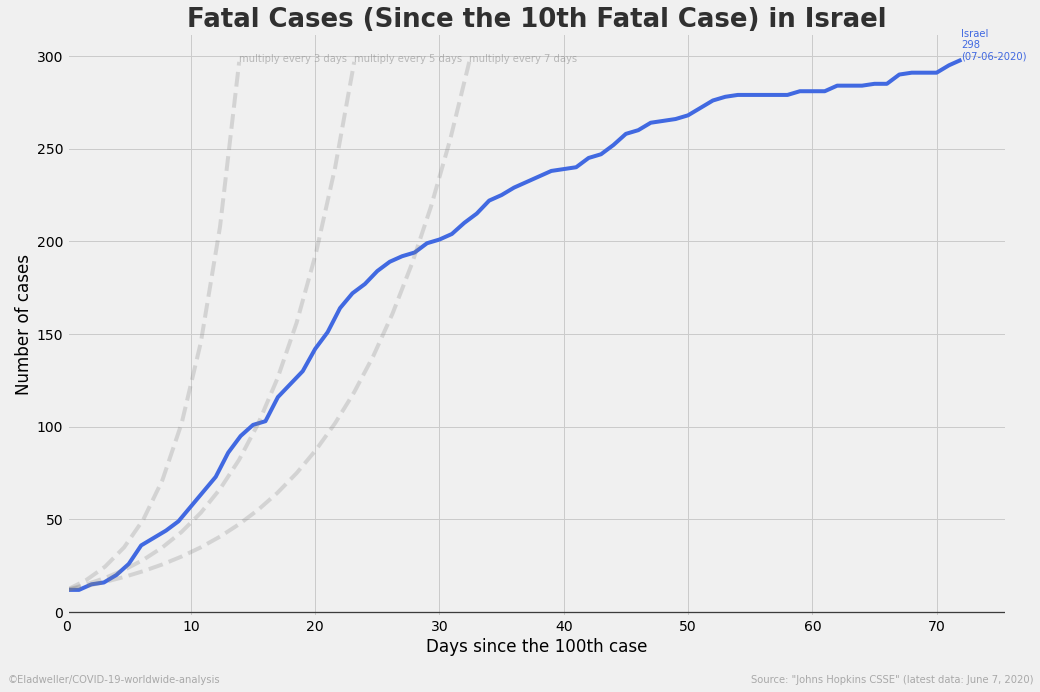 Fatal Cases (Since the 10th Fatal Case) in Israel
Israel
298
(07-06-2020)
multiply every 3 days
multiply every 5 days
multiply every 7 days
300
250
200
150
100
50
0
Number of cases
0 10 20 30 40 50 60 70
Days since the 100th case
©Eladweller/COVID-19-worldwide-analysis
Source: "Johns Hopkins CSSE" (latest data: June 7, 2020)